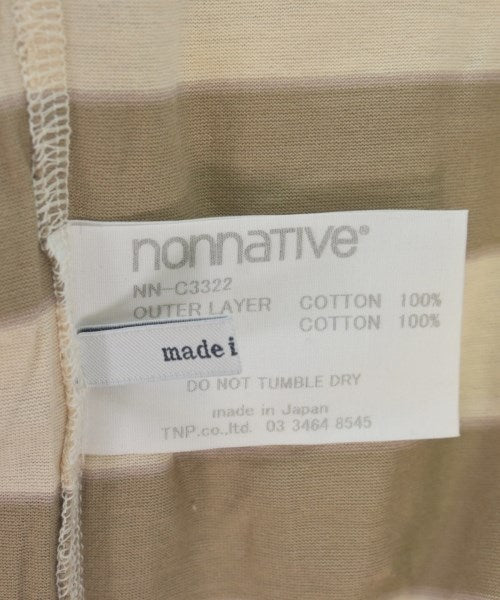 nonnative®
NN-C3322
OUTER LAYER COTTON 100%
COTTON 100%
made i
DO NOT TUMBLE DRY
made in Japan
TNP.co.,ltd. 03 3464 8545